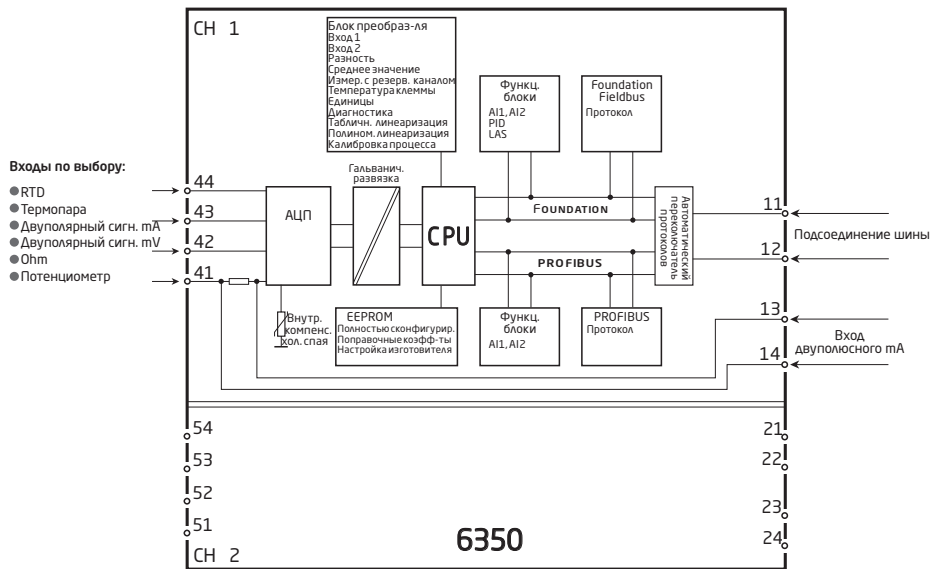 CH 1
Блок преобраз-ля
Вход 1
Вход 2
Разность
Среднее значение
Измер. с резерв. каналом
Температура клеммы
Единицы
Диагностика
Табличн. линеаризация
Полином. линеаризация
Калибровка процесса
Функц.
блоки
AI1, AI2
PID
LAS
Foundation
Fieldbus
Протокол
Входы по выбору:
RTD
Термопара
Двуполярный сигн. mA
Двуполярный сигн. mV
Ohm
Потенциометр
44
43
42
41
АЦП
Гальванич.
развязка
CPU
FOUNDATION
PROFIBUS
Автоматический
переключатель
протоколов
11
12
Подсоединение шины
13
14
Вход
двуполюсного mA
Внутр.
компенс.
хол. спая
EEPROM
Полностью сконфигурир.
Поправочные коэфф-ты
Настройка изготовителя
Функц.
блоки
AI1, AI2
PROFIBUS
Протокол
54
53
52
51
21
22
23
24
6350
CH 2